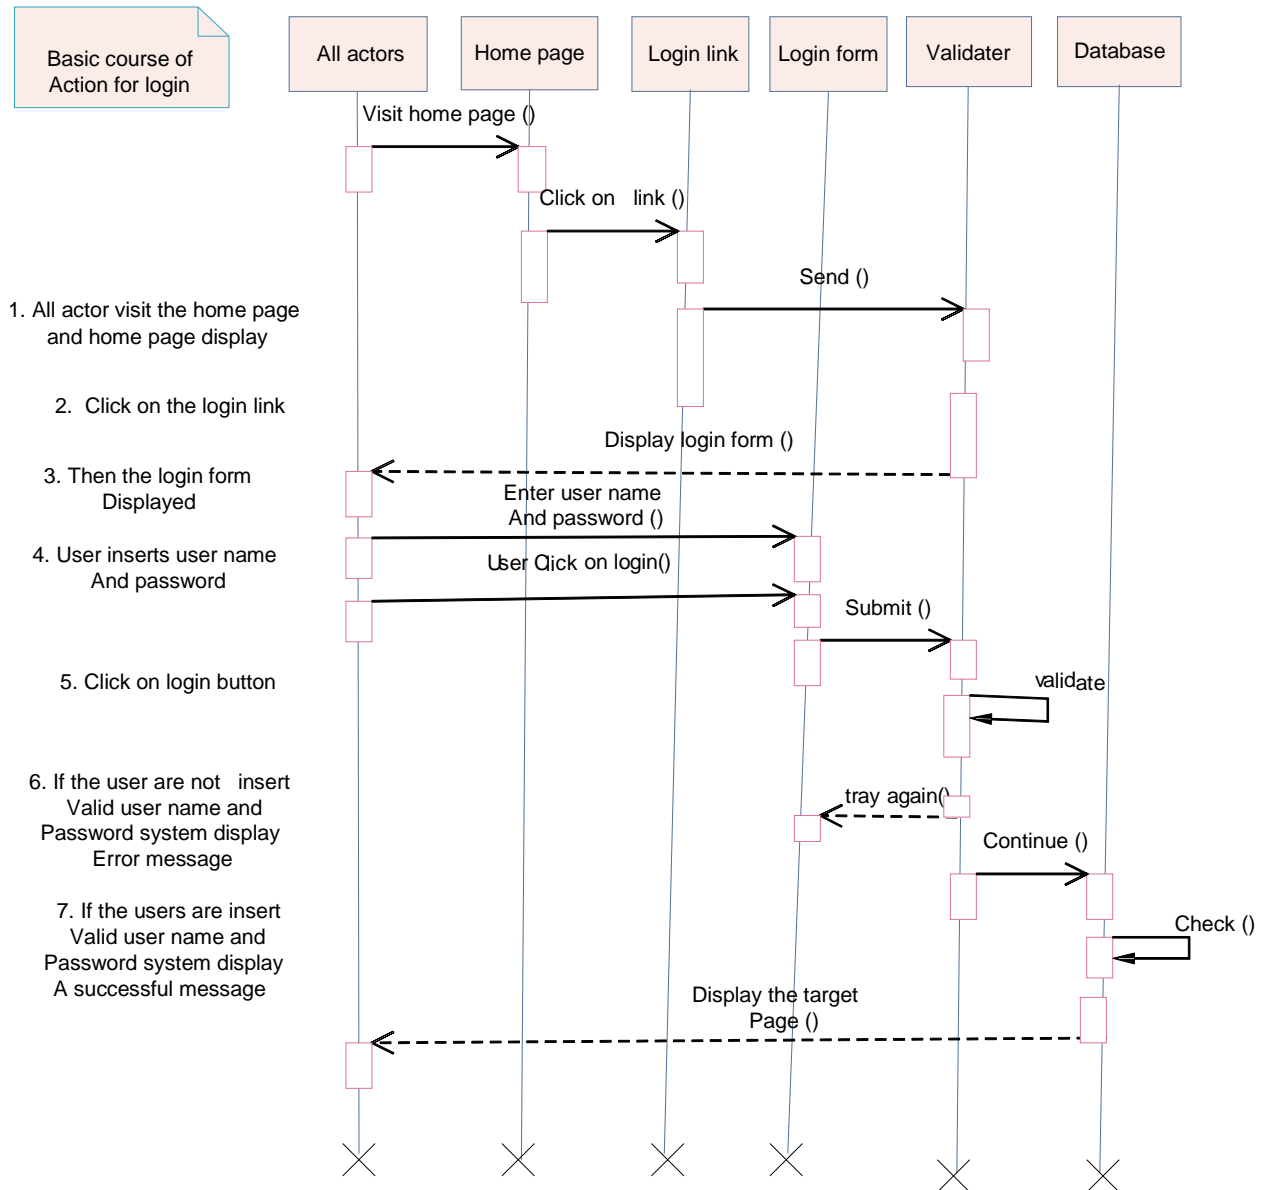 Basic course of
Action for login
All actors
Home page
Login link
Login form
Validater
Database
Visit home page ()
Click on link ()
Send ()
1. All actor visit the home page
and home page display
2. Click on the login link
Display login form ()
3. Then the login form
Displayed
Enter user name
And password ()
4. User inserts user name
And password
User Click on login()
Submit ()
5. Click on login button
validate
6. If the user are not insert
Valid user name and
Password system display
Error message
tray again()
Continue ()
7. If the users are insert
Valid user name and
Password system display
A successful message
Check ()
Display the target
Page ()